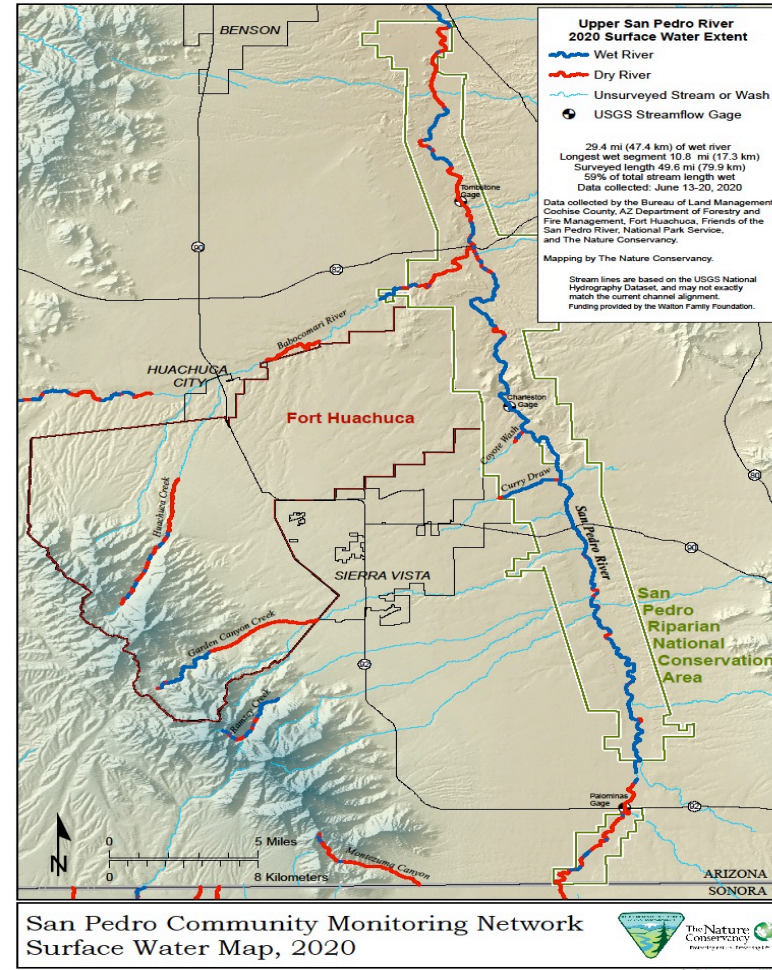 BENSON
Upper San Pedro River
2020 Surface Water Extent
Wet River
Dry River
Unsurveyed Stream or Wash
USGS Streamflow Gage
29.4 mi (47.4 km) of wet river
Longest wet segment 10.8 mi (17.3 km)
Surveyed length 49.6 mi (79.9 km)
59% of total stream length wet
Data collected: June 13-20, 2020
Data collected by the Bureau of Land Management
Cochise County, AZ Department of Forestry and
Fire Management, Fort Huachuca, Friends of the
San Pedro River, National Park Service,
and The Nature Conservancy.
Mapping by The Nature Conservancy.
Stream lines are based on the USGS National
Hydrography Dataset, and may not exactly
match the current channel alignment.
Funding provided by the Walton Family Foundation.
Tombstone
Gage
90
82
Babocomari River
HUACHUCA
CITY
Charleston
Gage
Fort Huachuca
Coyote Wash
Curry Draw
80
Huachuca Creek
San Pedro River
90
SIERRA VISTA
San
Pedro
Riparian
National
Conservation
Area
Garden Canyon Creek
92
Ramsey Creek
Palominas
Gage
92
N
0
5 Miles
0
8 Kilometers
Montezuma Canyon
ARIZONA
SONORA
San Pedro Community Monitoring Network
Surface Water Map, 2020
The Nature
Conservancy